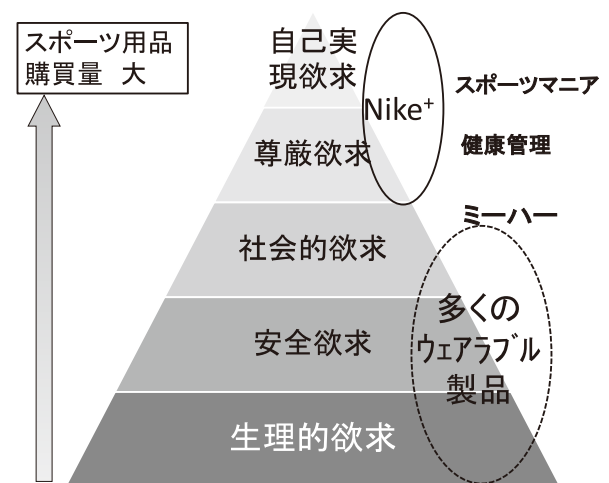 スポーツ用品
購買量 大
自己実
現欲求
Nike+
スポーツマニア
尊厳欲求
健康管理
ミーハー
社会的欲求
多くの
ウェアラブル
製品
安全欲求
生理的欲求